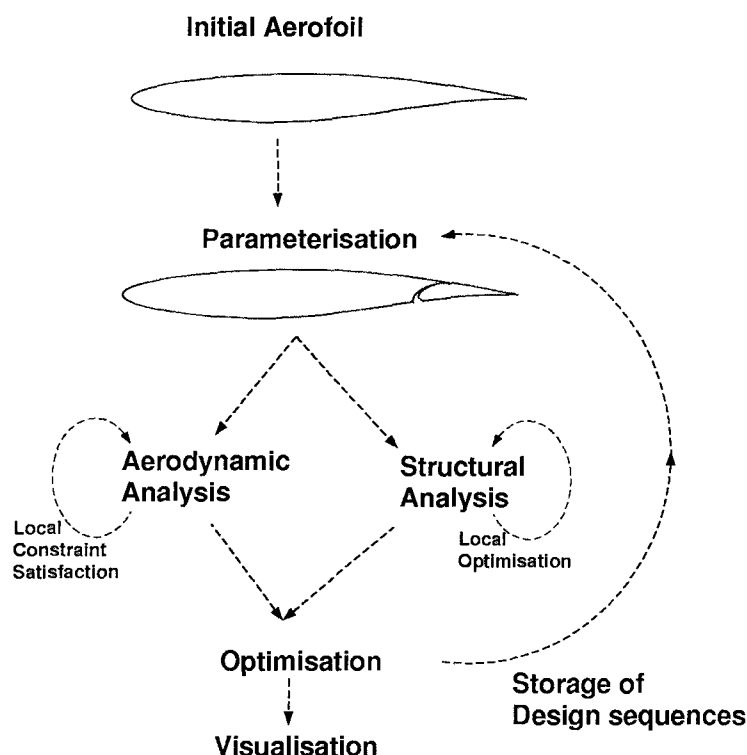 Initial Aerofoil
Parameterisation
Aerodynamic
Analysis
Structural
Analysis
Local
Constraint
Satisfaction
Local
Optimisation
Optimisation
Storage of
Design sequences
Visualisation